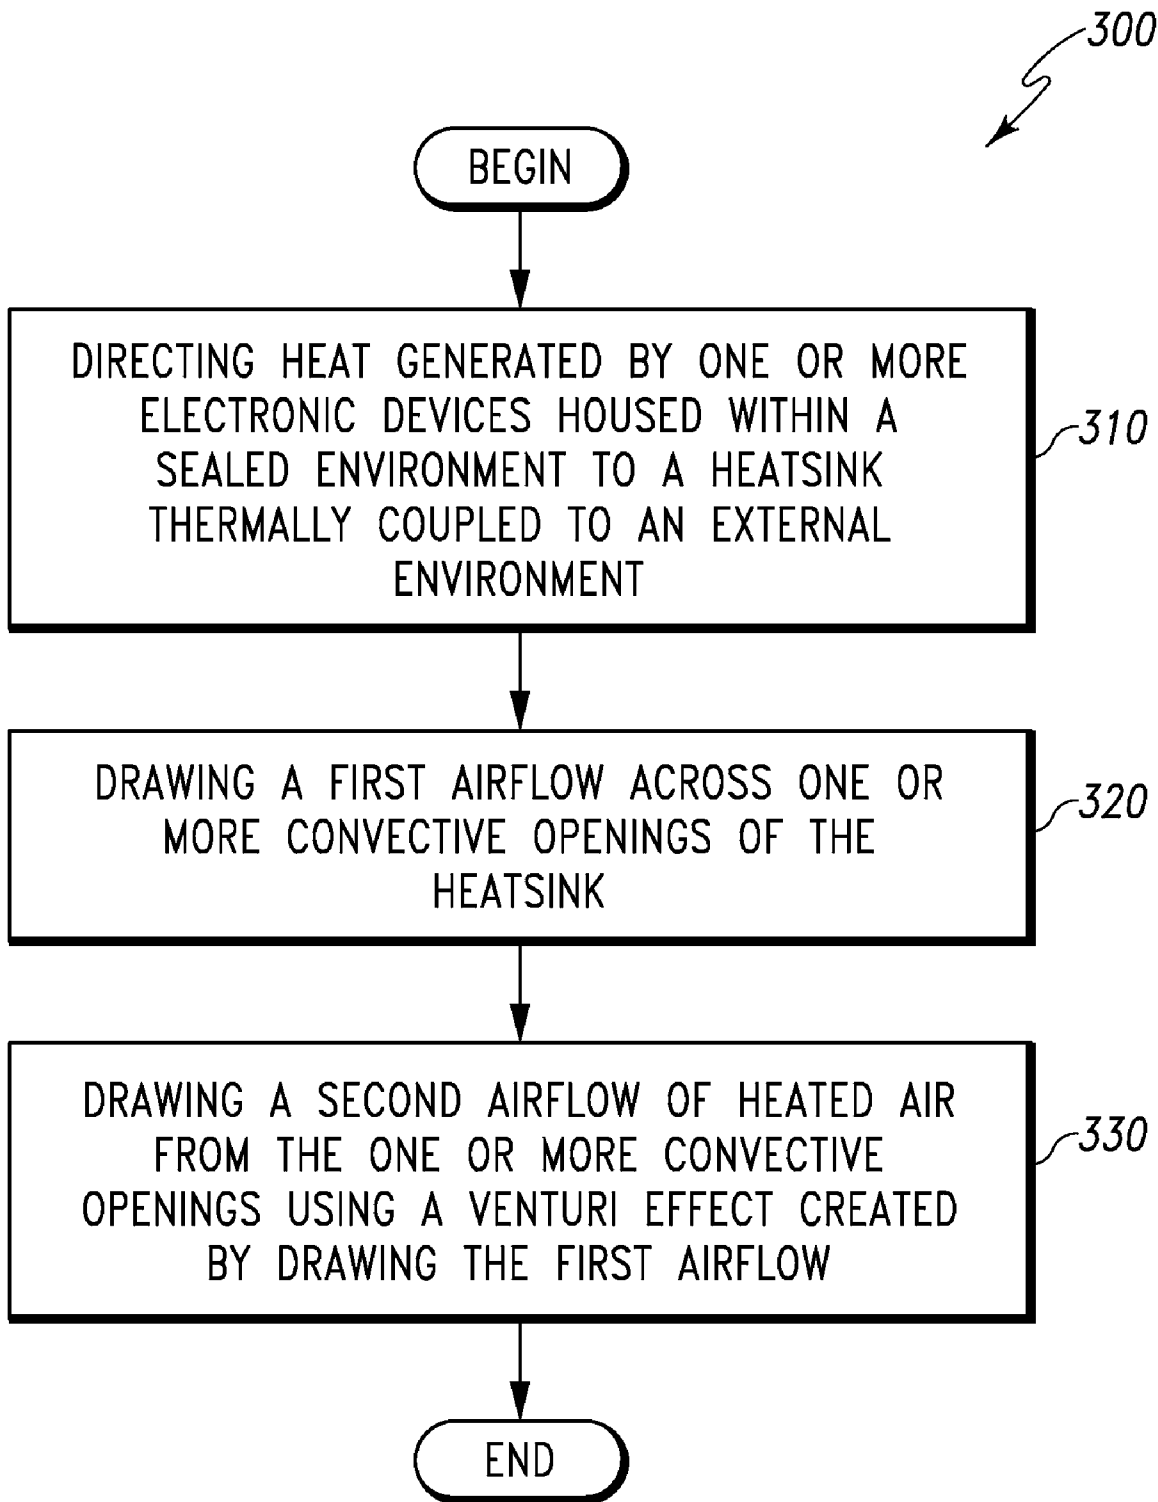 300
BEGIN
DIRECTING HEAT GENERATED BY ONE OR MORE
ELECTRONIC DEVICES HOUSED WITHIN A
SEALED ENVIRONMENT TO A HEATSINK
THERMALLY COUPLED TO AN EXTERNAL
ENVIRONMENT
310
DRAWING A FIRST AIRFLOW ACROSS ONE OR
MORE CONVECTIVE OPENINGS OF THE
HEATSINK
320
DRAWING A SECOND AIRFLOW OF HEATED AIR
FROM THE ONE OR MORE CONVECTIVE
OPENINGS USING A VENTURI EFFECT CREATED
BY DRAWING THE FIRST AIRFLOW
330
END